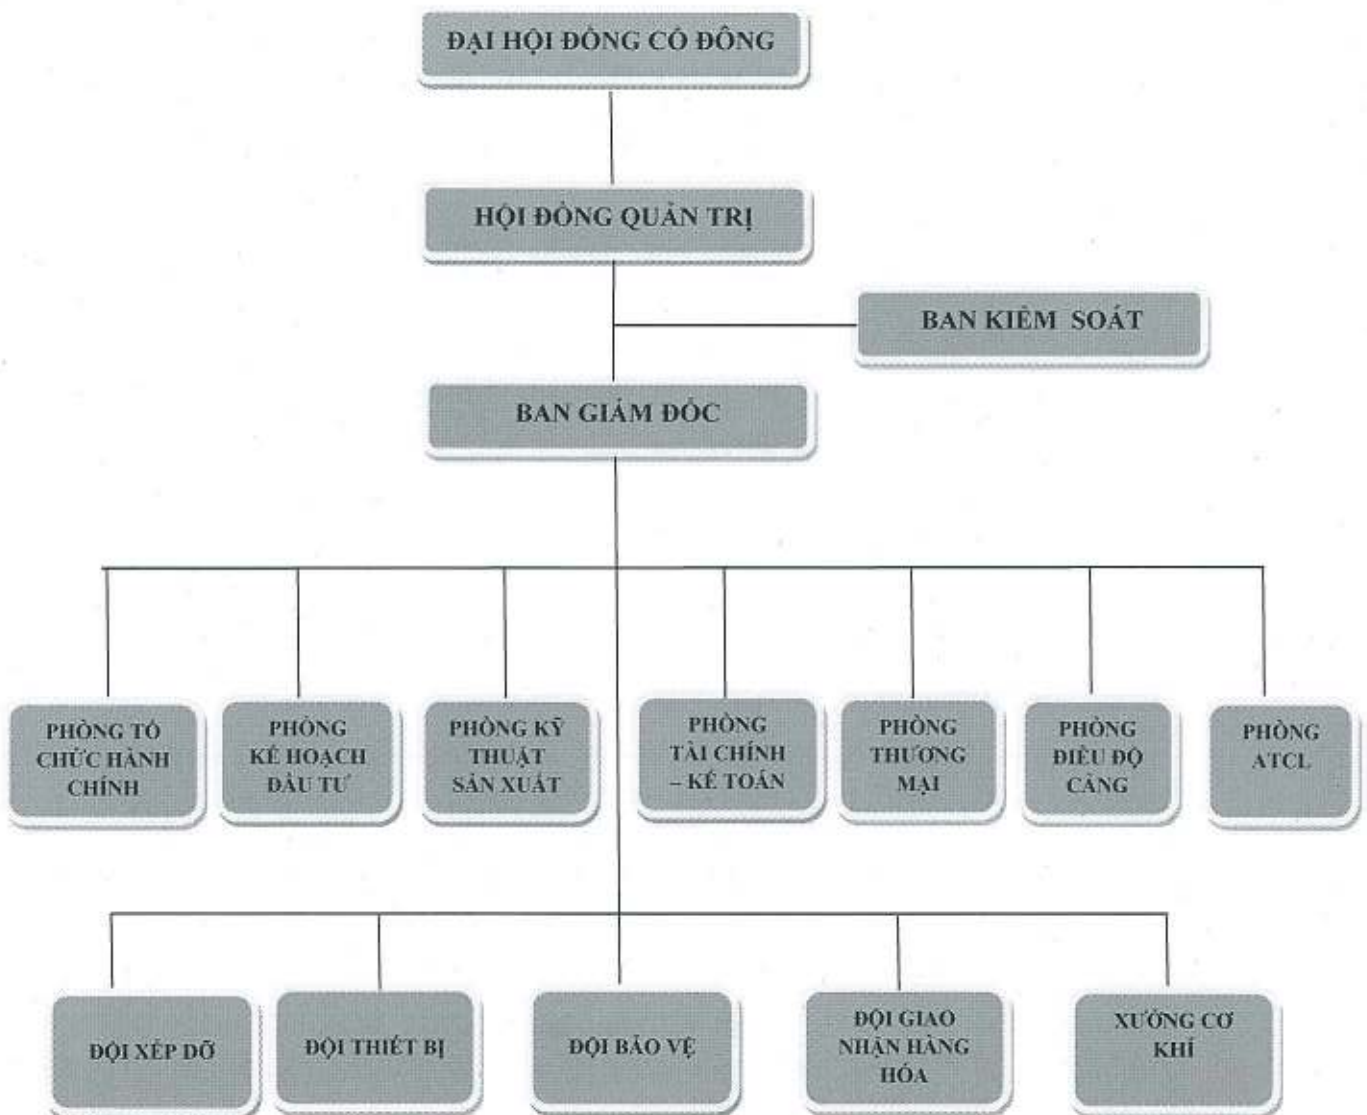 ĐẠI HỘI ĐỒNG CỔ ĐÔNG
HỘI ĐỒNG QUẢN TRỊ
BAN KIỂM SOÁT
BAN GIÁM ĐỐC
PHÒNG TỔ
CHỨC HÀNH
CHÍNH
PHÒNG
KẾ HOẠCH
ĐẦU TƯ
PHÒNG KỸ
THUẬT
SẢN XUẤT
PHÒNG
TÀI CHÍNH
– KẾ TOÁN
PHÒNG
THƯƠNG
MẠI
PHÒNG
ĐIỀU ĐỘ
CẢNG
PHÒNG
ATCL
ĐỘI XẾP DỠ
ĐỘI THIẾT BỊ
ĐỘI BẢO VỆ
ĐỘI GIAO
NHẬN HÀNG
HÓA
XƯỞNG CƠ
KHÍ